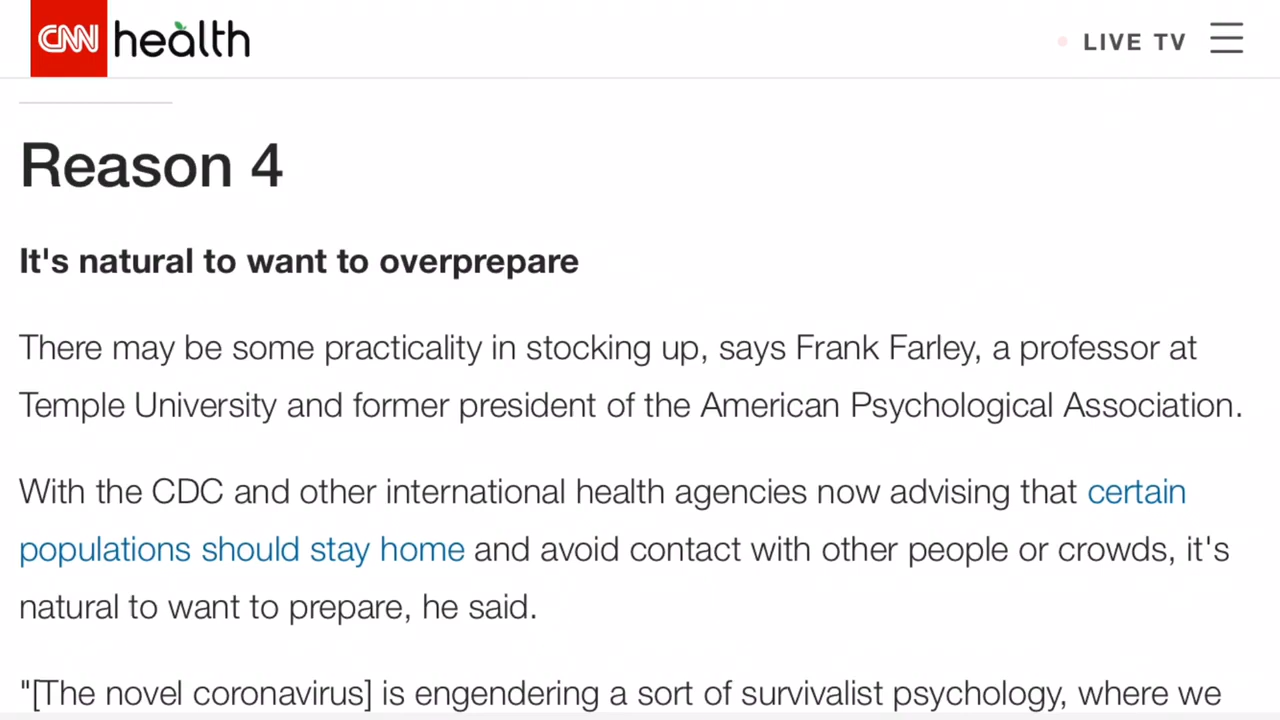 CNN health
LIVE TV
Reason 4
It's natural to want to overprepare
There may be some practicality in stocking up, says Frank Farley, a professor at
Temple University and former president of the American Psychological Association.
With the CDC and other international health agencies now advising that certain
populations should stay home and avoid contact with other people or crowds, it's
natural to want to prepare, he said.
"[The novel coronavirus] is engendering a sort of survivalist psychology, where we